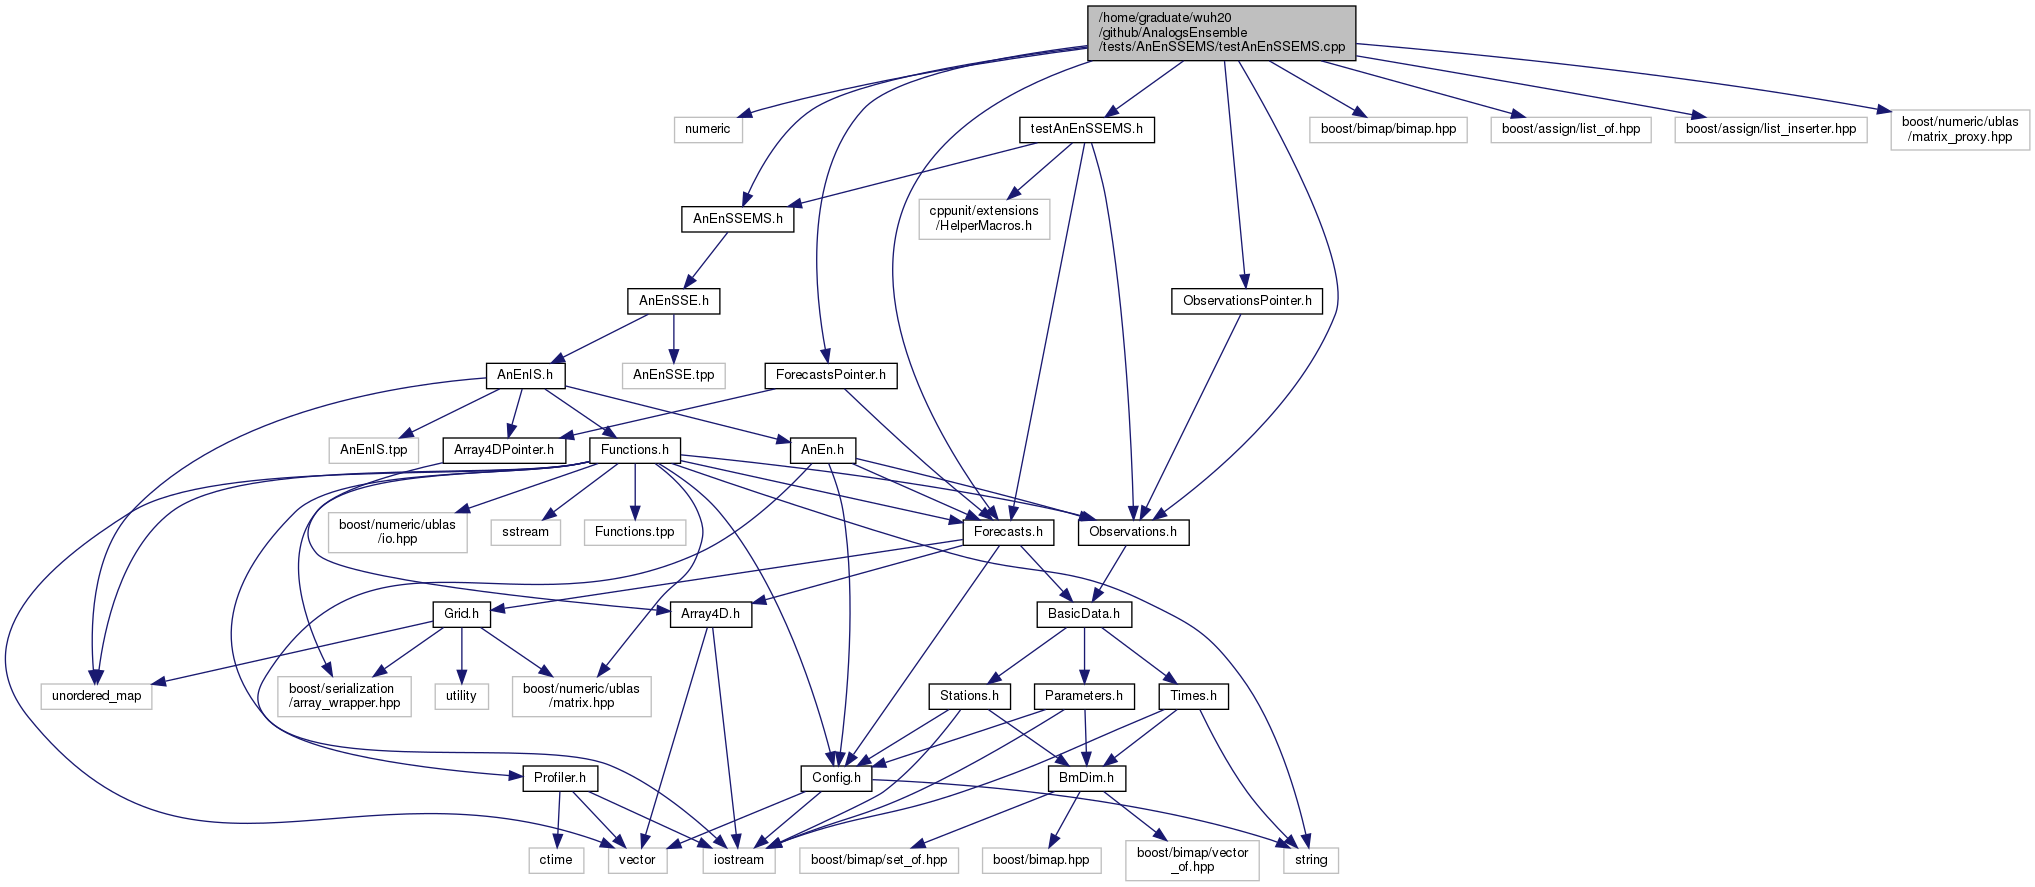 /home/graduate/wuh20
/github/AnalogsEnsemble
/tests/AnEnSSEMS/testAnEnSSEMS.cpp
numeric
testAnEnSSEMS.h
boost/bimap/bimap.hpp
boost/assign/list_of.hpp
boost/assign/list_inserter.hpp
boost/numeric/ublas
/matrix_proxy.hpp
AnEnSSEMS.h
cppunit/extensions
/HelperMacros.h
AnEnSSE.h
ObservationsPointer.h
AnEnIS.h
AnEnSSE.tpp
ForecastsPointer.h
AnEnIS.tpp
Array4DPointer.h
Functions.h
AnEn.h
boost/numeric/ublas
/io.hpp
sstream
Functions.tpp
Forecasts.h
Observations.h
Grid.h
Array4D.h
BasicData.h
unordered_map
boost/serialization
/array_wrapper.hpp
utility
boost/numeric/ublas
/matrix.hpp
Stations.h
Parameters.h
Times.h
Profiler.h
Config.h
BmDim.h
ctime
vector
iostream
boost/bimap/set_of.hpp
boost/bimap.hpp
boost/bimap/vector
_of.hpp
string